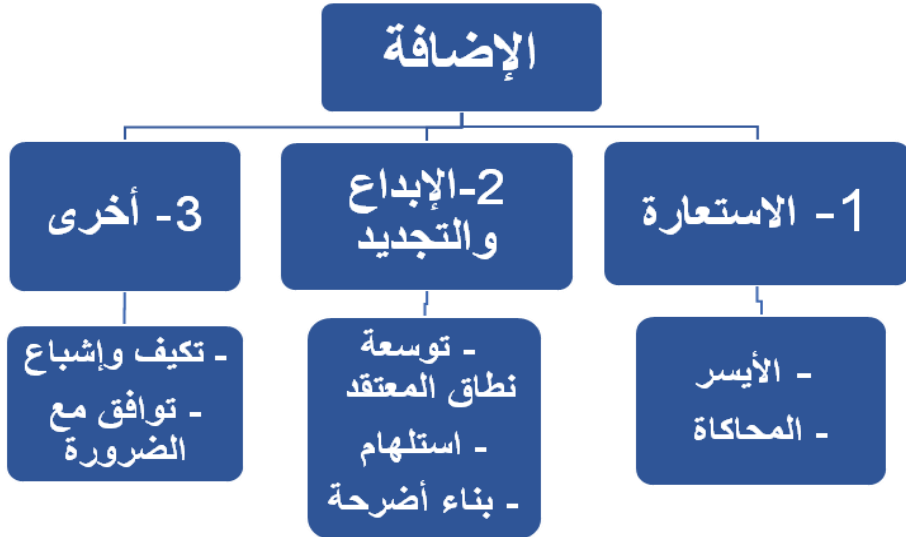 الإضافة
1- الاستعارة
2-الإبداع
والتجديد
3- أخرى
- الأيسر
- المحاكاة
- توسعة
نطاق المعتقد
- استلهام
- بناء أضرحة
- تكيف وإشباع
- توافق مع
الضرورة